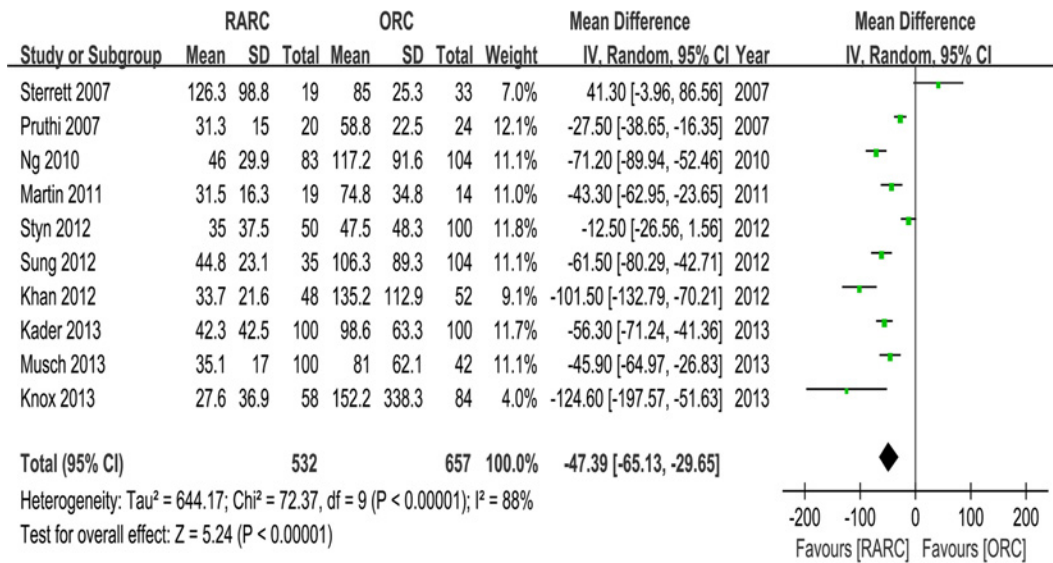 RARC ORC Mean Difference Mean Difference
Study or Subgroup Mean SD Total Mean SD Total Weight IV, Random, 95% CI Year IV, Random, 95% CI
Sterrett 2007 126.3 98.8 19 85 25.3 33 7.0% 41.30 [-3.96, 86.56] 2007
Pruthi 2007 31.3 15 20 58.8 22.5 24 12.1% -27.50 [-38.65, -16.35] 2007
Ng 2010 46 29.9 83 117.2 91.6 104 11.1% -71.20 [-89.94, -52.46] 2010
Martin 2011 31.5 16.3 19 74.8 34.8 14 11.0% -43.30 [-62.95, -23.65] 2011
Styn 2012 35 37.5 50 47.5 48.3 100 11.8% -12.50 [-26.56, 1.56] 2012
Sung 2012 44.8 23.1 35 106.3 89.3 104 11.1% -61.50 [-80.29, -42.71] 2012
Khan 2012 33.7 21.6 48 135.2 112.9 52 9.1% -101.50 [-132.79, -70.21] 2012
Kader 2013 42.3 42.5 100 98.6 63.3 100 11.7% -56.30 [-71.24, -41.36] 2013
Musch 2013 35.1 17 100 81 62.1 42 11.1% -45.90 [-64.97, -26.83] 2013
Knox 2013 27.6 36.9 58 152.2 338.3 84 4.0% -124.60 [-197.57, -51.63] 2013
Total (95% CI) 532 657 100.0% -47.39 [-65.13, -29.65]
Heterogeneity: Tau² = 644.17; Chi² = 72.37, df = 9 (P < 0.00001); I² = 88%
Test for overall effect: Z = 5.24 (P < 0.00001)
-200 -100 0 100 200
Favours [RARC] Favours [ORC]